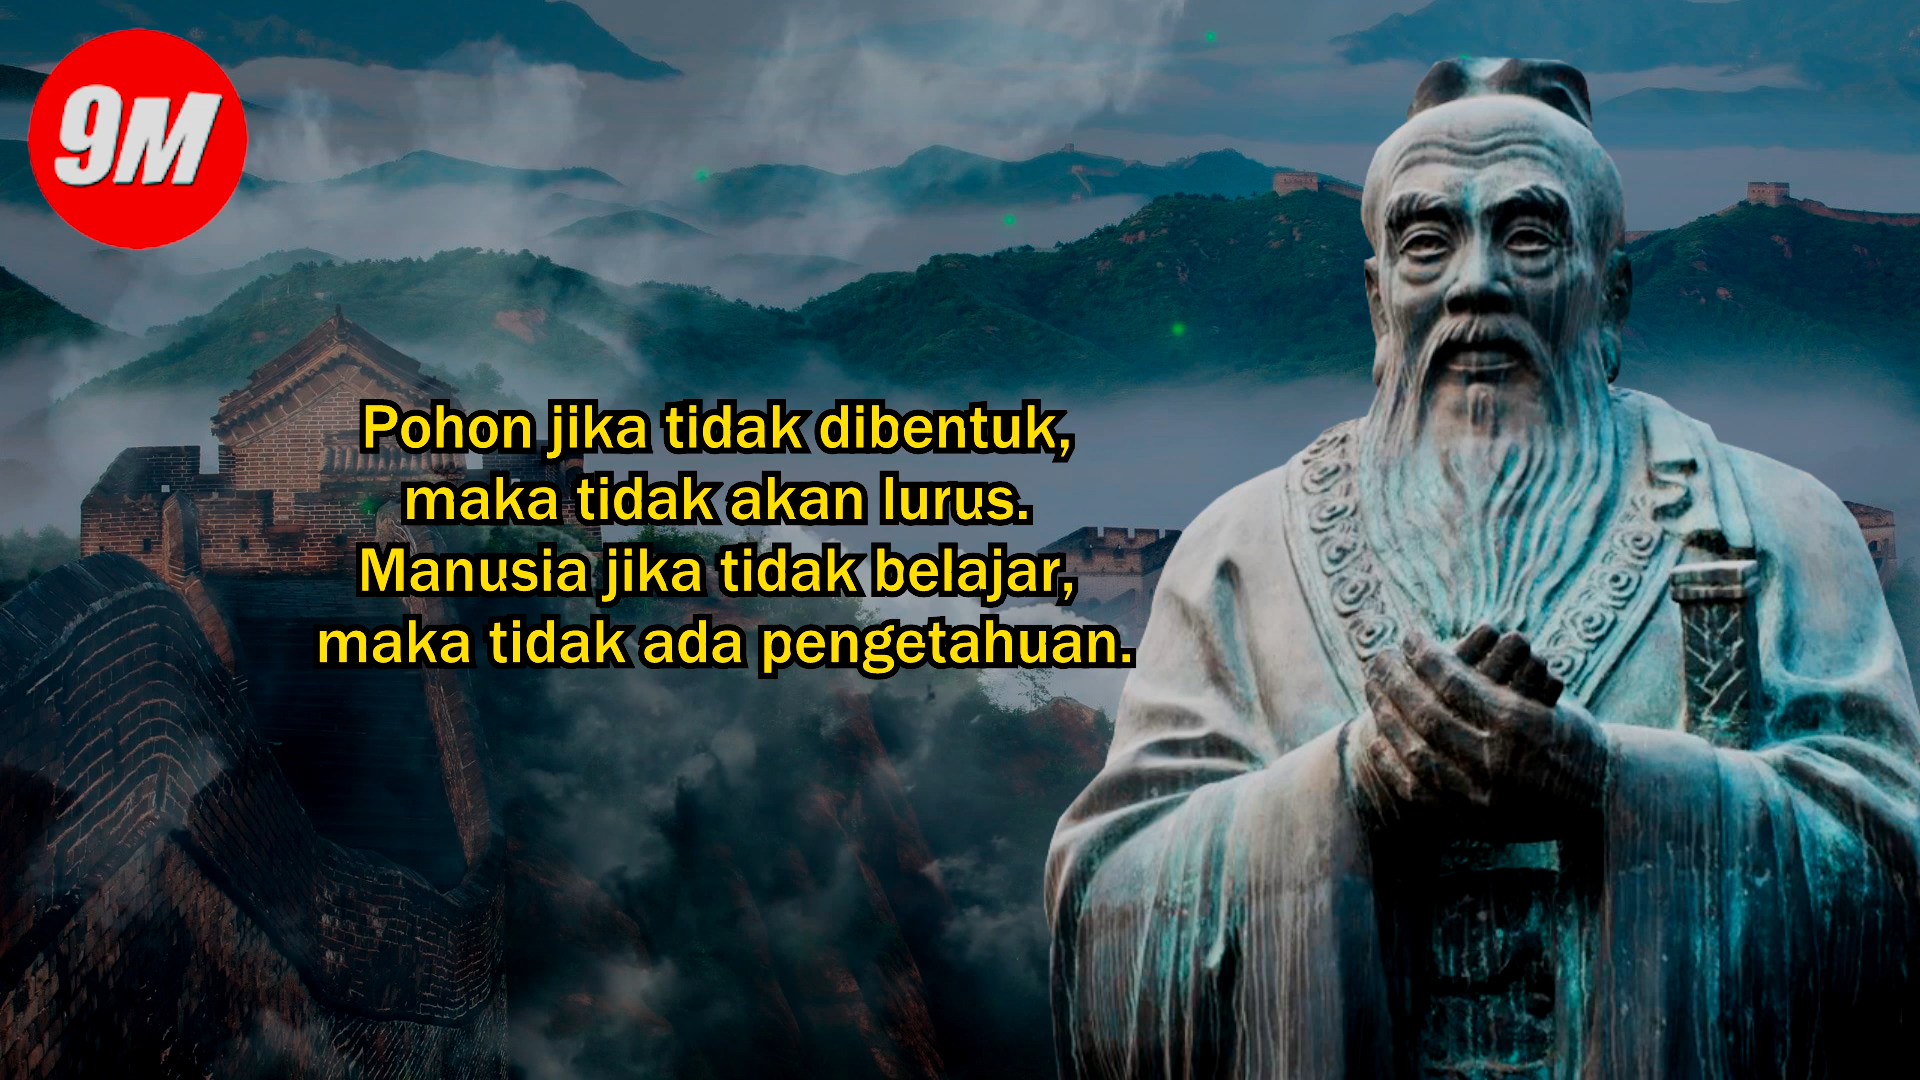 9M
Pohon jika tidak dibentuk,
maka tidak akan lurus.
Manusia jika tidak belajar,
maka tidak ada pengetahuan.